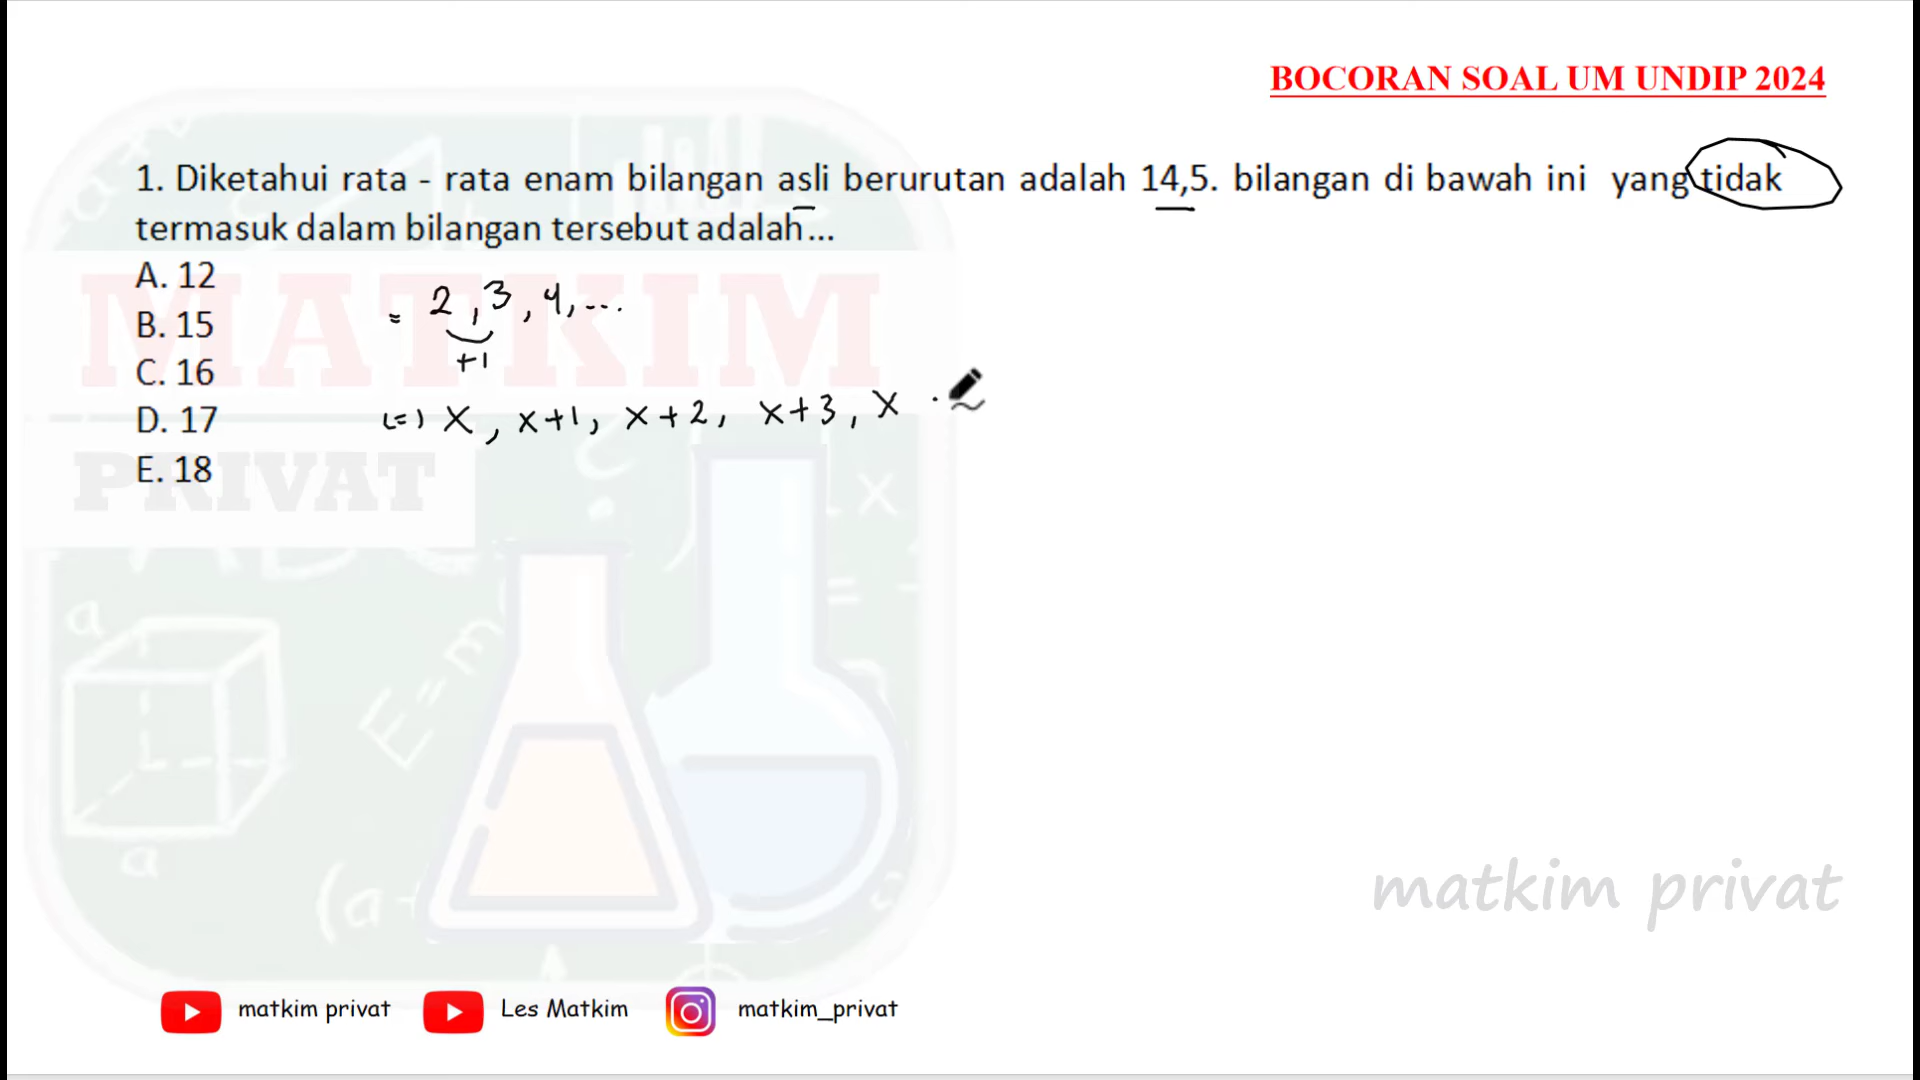 BOCORAN SOAL UM UNDIP 2024
1. Diketahui rata - rata enam bilangan asli berurutan adalah 14,5. bilangan di bawah ini yang tidak
termasuk dalam bilangan tersebut adalah...
A. 12
B. 15
C. 16
D. 17
E. 18
= 2, 3, 4, ...
+1
(=) x, x+1, x+2, x+3, x
MATKIM
PRIVAT
matkim privat
matkim privat
Les Matkim
matkim_privat